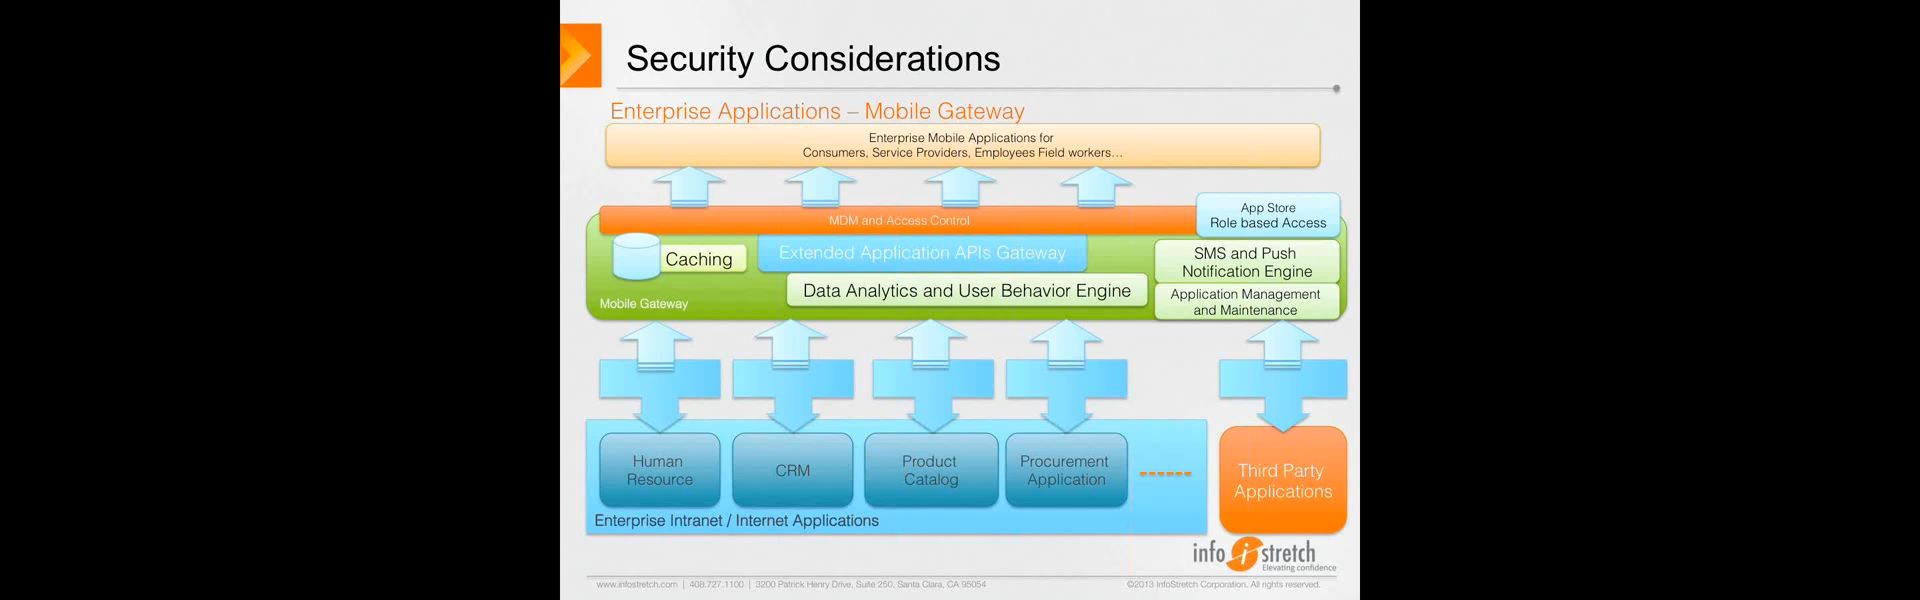 Security Considerations
Enterprise Applications – Mobile Gateway
Enterprise Mobile Applications for
Consumers, Service Providers, Employees Field workers...
MDM and Access Control
App Store
Role based Access
Caching
Extended Application APIs Gateway
SMS and Push
Notification Engine
Data Analytics and User Behavior Engine
Application Management
and Maintenance
Mobile Gateway
Human
Resource
CRM
Product
Catalog
Procurement
Application
Third Party
Applications
Enterprise Intranet / Internet Applications
info stretch
Elevating confidence
www.infostretch.com | 408.727.1100 | 3200 Patrick Henry Drive, Suite 250, Santa Clara, CA 95054
©2013 InfoStretch Corporation. All rights reserved.